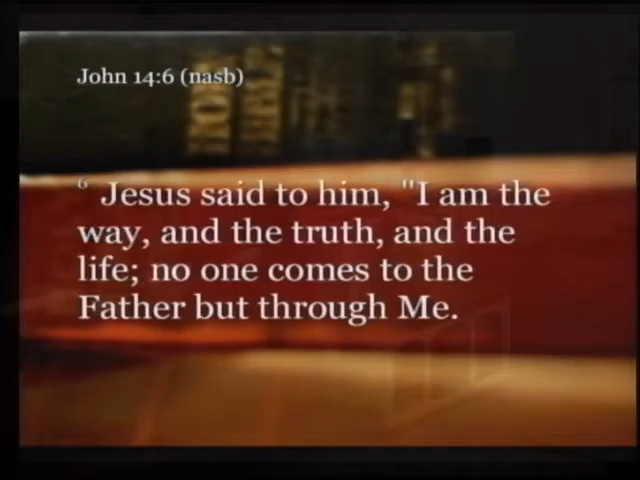 John 14:6 (nasb)
6 Jesus said to him, "I am the
way, and the truth, and the
life; no one comes to the
Father but through Me.